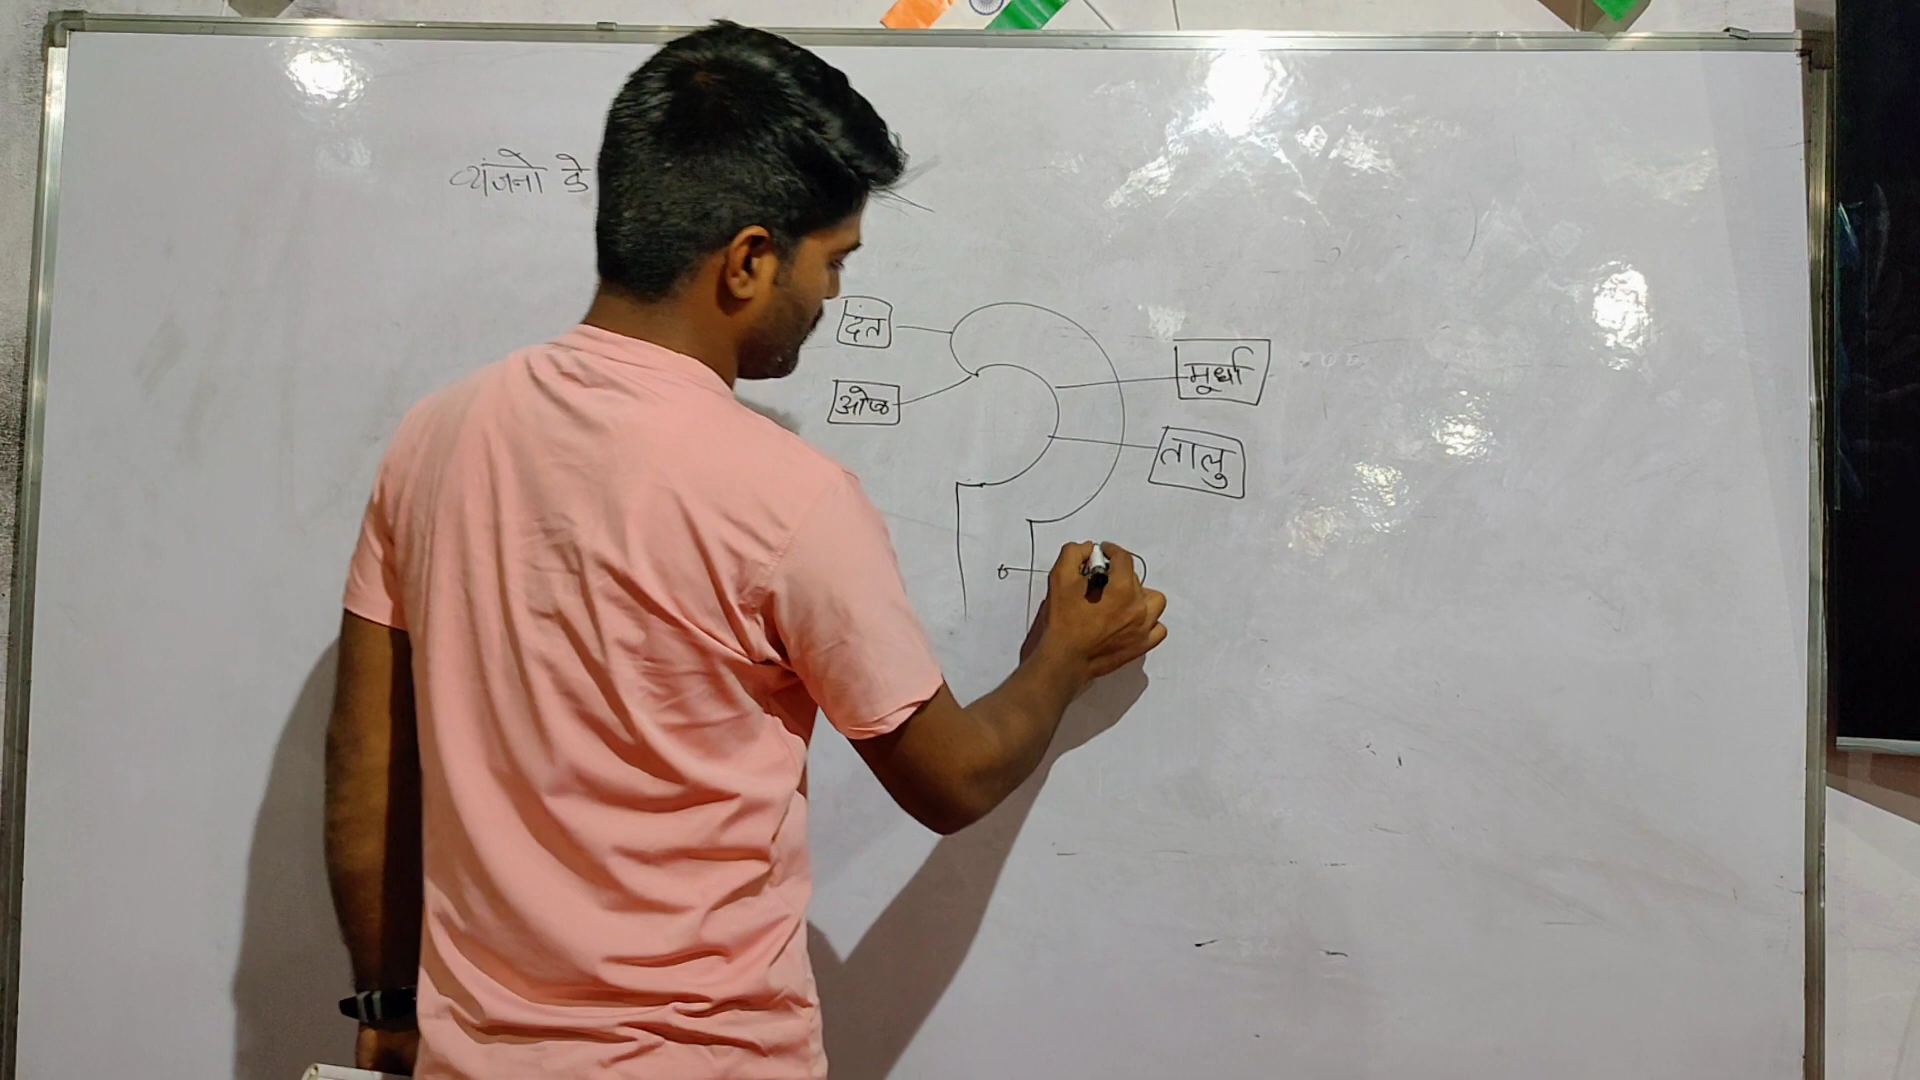 व्यंजनो के
दंत
ओष्ठ
मूर्धा
तालु